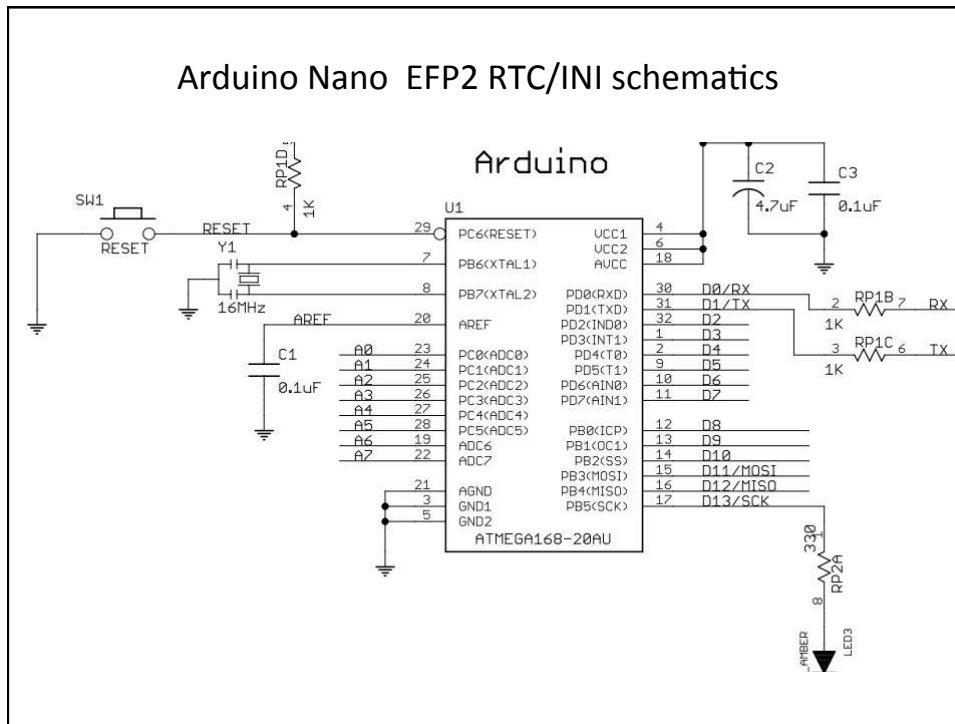 Arduino Nano EFP2 RTC/INI schematics
Arduino
RP1D
4
1K
SW1
RESET
RESET
C2
4.7uF
C3
0.1uF
U1
29
PC6(RESET)
Y1
7
PB6(XTAL1)
8
PB7(XTAL2)
16MHz
AREF
20
AREF
C1
0.1uF
A0
23
PC0(ADC0)
A1
24
PC1(ADC1)
A2
25
PC2(ADC2)
A3
26
PC3(ADC3)
A4
27
PC4(ADC4)
A5
28
PC5(ADC5)
A6
19
ADC6
A7
22
ADC7
21
AGND
3
GND1
5
GND2
VCC1
4
VCC2
6
AVCC
18
PD0(RXD)
30
D0/RX
PD1(TXD)
31
D1/TX
PD2(IND0)
32
D2
PD3(INT1)
1
D3
PD4(T0)
2
D4
PD5(T1)
9
D5
PD6(AIN0)
10
D6
PD7(AIN1)
11
D7
PB0(ICP)
12
D8
PB1(OC1)
13
D9
PB2(SS)
14
D10
PB3(MOSI)
15
D11/MOSI
PB4(MISO)
16
D12/MISO
PB5(SCK)
17
D13/SCK
ATMEGA168-20AU
2
RP1B
7
RX
1K
3
RP1C
6
TX
1K
330
1
RP2A
8
AMBER
LED3